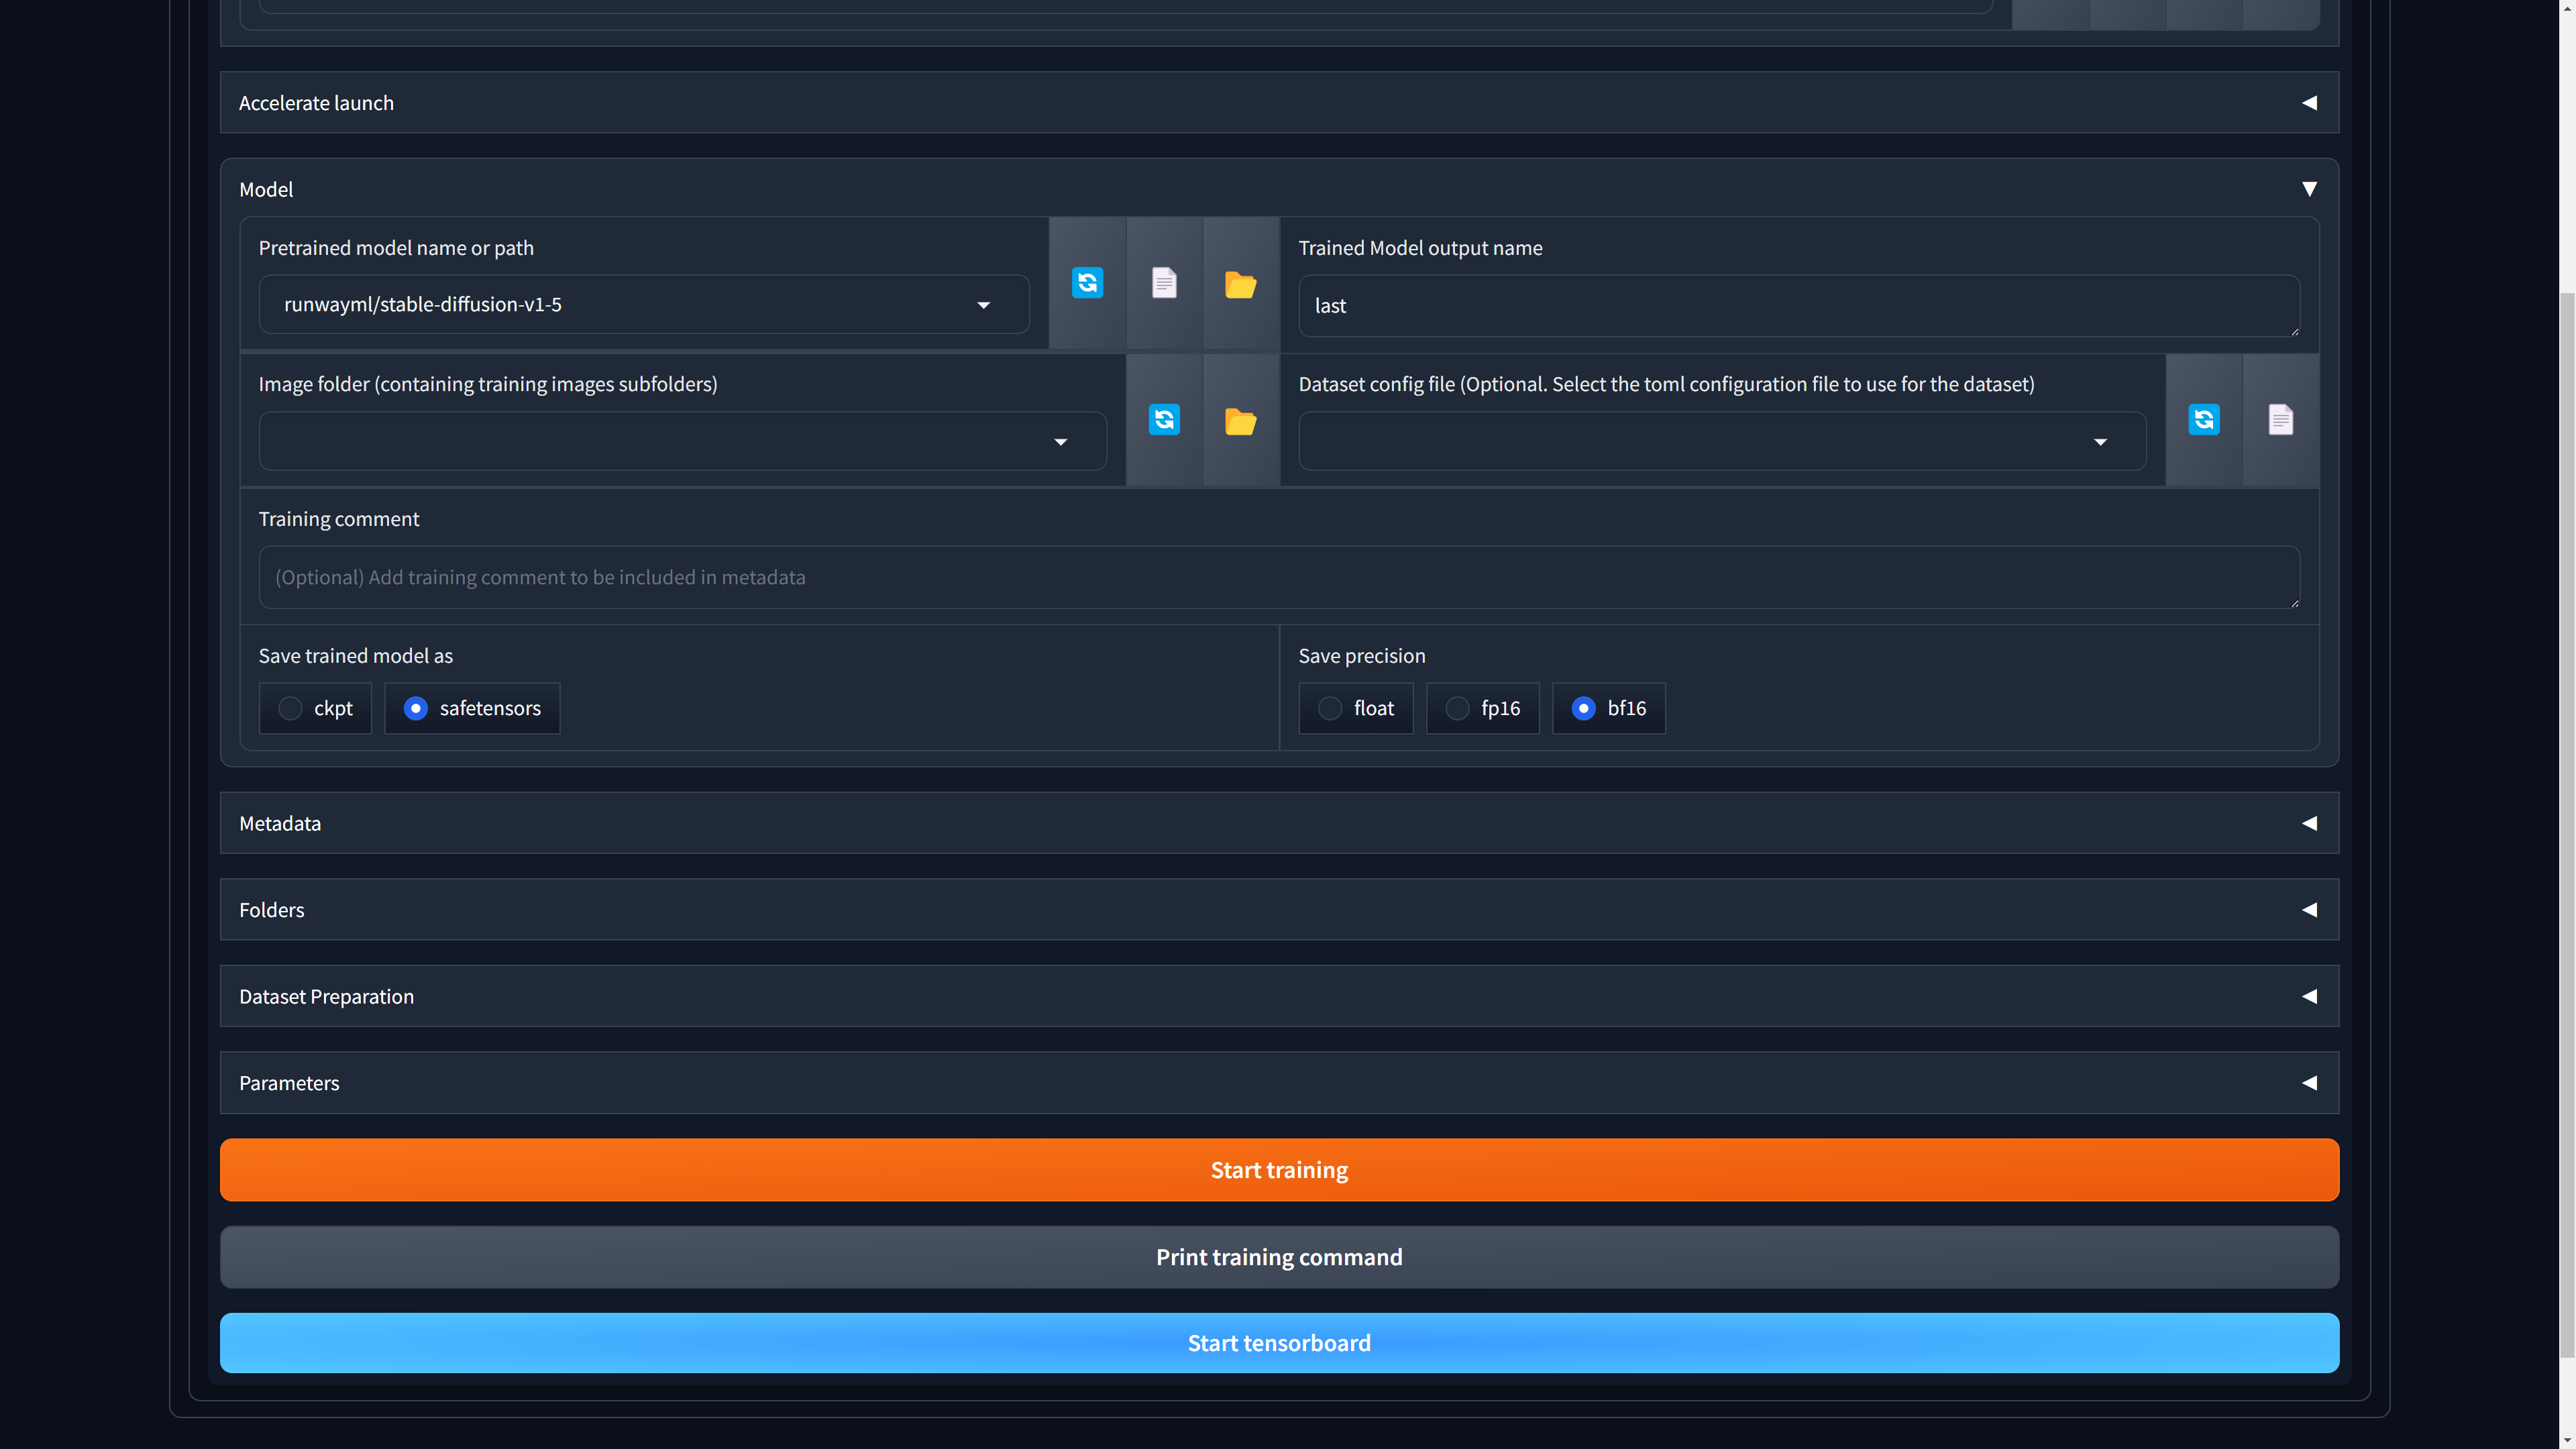 Accelerate launch
Model
Pretrained model name or path
runwayml/stable-diffusion-v1-5
Trained Model output name
last
Image folder (containing training images subfolders)
Dataset config file (Optional. Select the toml configuration file to use for the dataset)
Training comment
(Optional) Add training comment to be included in metadata
Save trained model as
ckpt safetensors
Save precision
float fp16 bf16
Metadata
Folders
Dataset Preparation
Parameters
Start training
Print training command
Start tensorboard